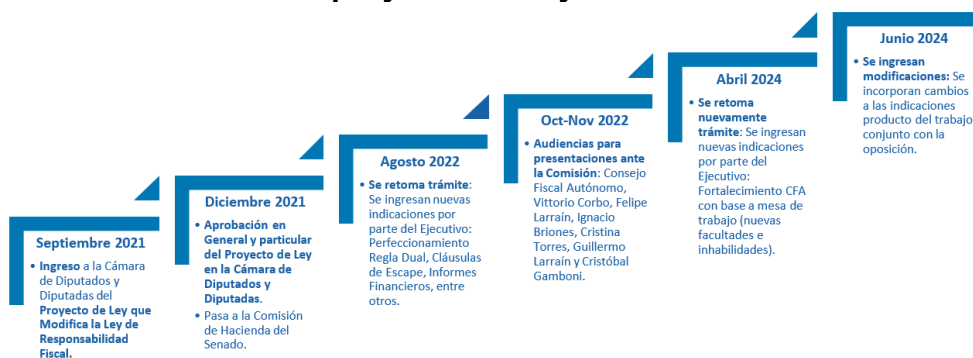 Septiembre 2021
• Ingreso a la Cámara
de Diputados y
Diputadas del
Proyecto de Ley que
Modifica la Ley de
Responsabilidad
Fiscal.
Diciembre 2021
• Aprobación en
General y particular
del Proyecto de Ley
en la Cámara de
Diputados y
Diputadas.
• Pasa a la Comisión
de Hacienda del
Senado.
Agosto 2022
• Se retoma trámite:
Se ingresan nuevas
indicaciones por
parte del Ejecutivo:
Perfeccionamiento
Regla Dual, Cláusulas
de Escape, Informes
Financieros, entre
otros.
Oct-Nov 2022
• Audiencias para
presentaciones ante
la Comisión: Consejo
Fiscal Autónomo,
Vittorio Corbo, Felipe
Larraín, Ignacio
Briones, Cristina
Torres, Guillermo
Larraín y Cristóbal
Gamboni.
Abril 2024
• Se retoma
nuevamente
trámite: Se ingresan
nuevas indicaciones
por parte del
Ejecutivo:
Fortalecimiento CFA
con base a mesa de
trabajo (nuevas
facultades e
inhabilidades).
Junio 2024
• Se ingresan
modificaciones: Se
incorporan cambios
a las indicaciones
producto del trabajo
conjunto con la
oposición.